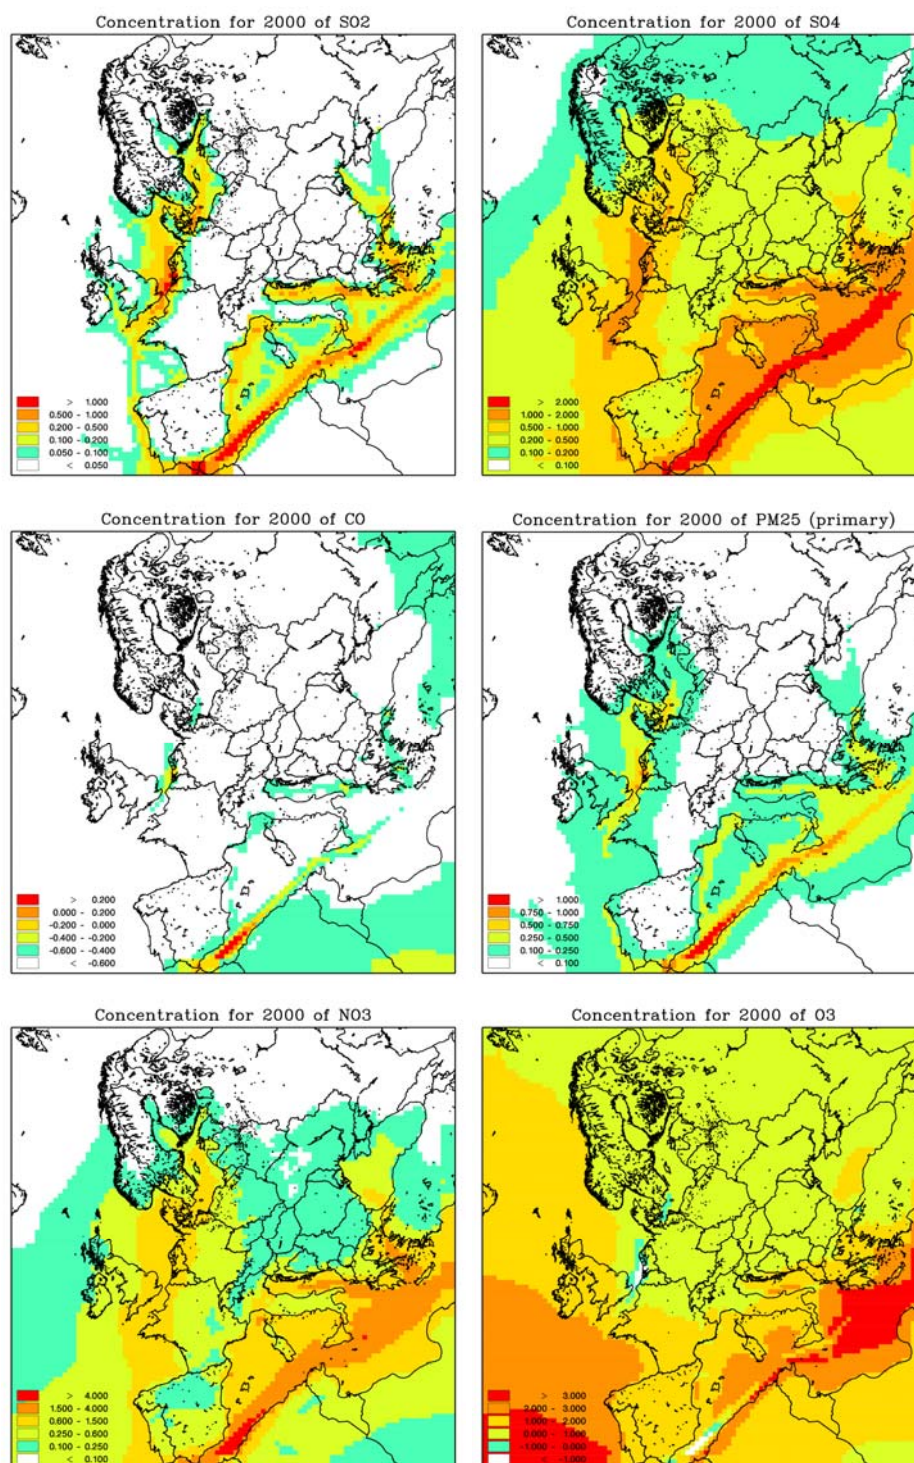 Concentration for 2000 of SO2
> 1.000
0.500 - 1.000
0.200 - 0.500
0.100 - 0.200
0.050 - 0.100
< 0.050
Concentration for 2000 of SO4
> 2.000
1.000 - 2.000
0.500 - 1.000
0.200 - 0.500
0.100 - 0.200
< 0.100
Concentration for 2000 of CO
> 0.200
0.000 - 0.200
-0.200 - 0.000
-0.400 - -0.200
-0.600 - -0.400
< -0.600
Concentration for 2000 of PM25 (primary)
> 1.000
0.750 - 1.000
0.500 - 0.750
0.250 - 0.500
0.100 - 0.250
< 0.100
Concentration for 2000 of NO3
> 4.000
1.500 - 4.000
0.600 - 1.500
0.250 - 0.600
0.100 - 0.250
< 0.100
Concentration for 2000 of O3
> 3.000
2.000 - 3.000
1.000 - 2.000
0.000 - 1.000
-1.000 - 0.000
< -1.000